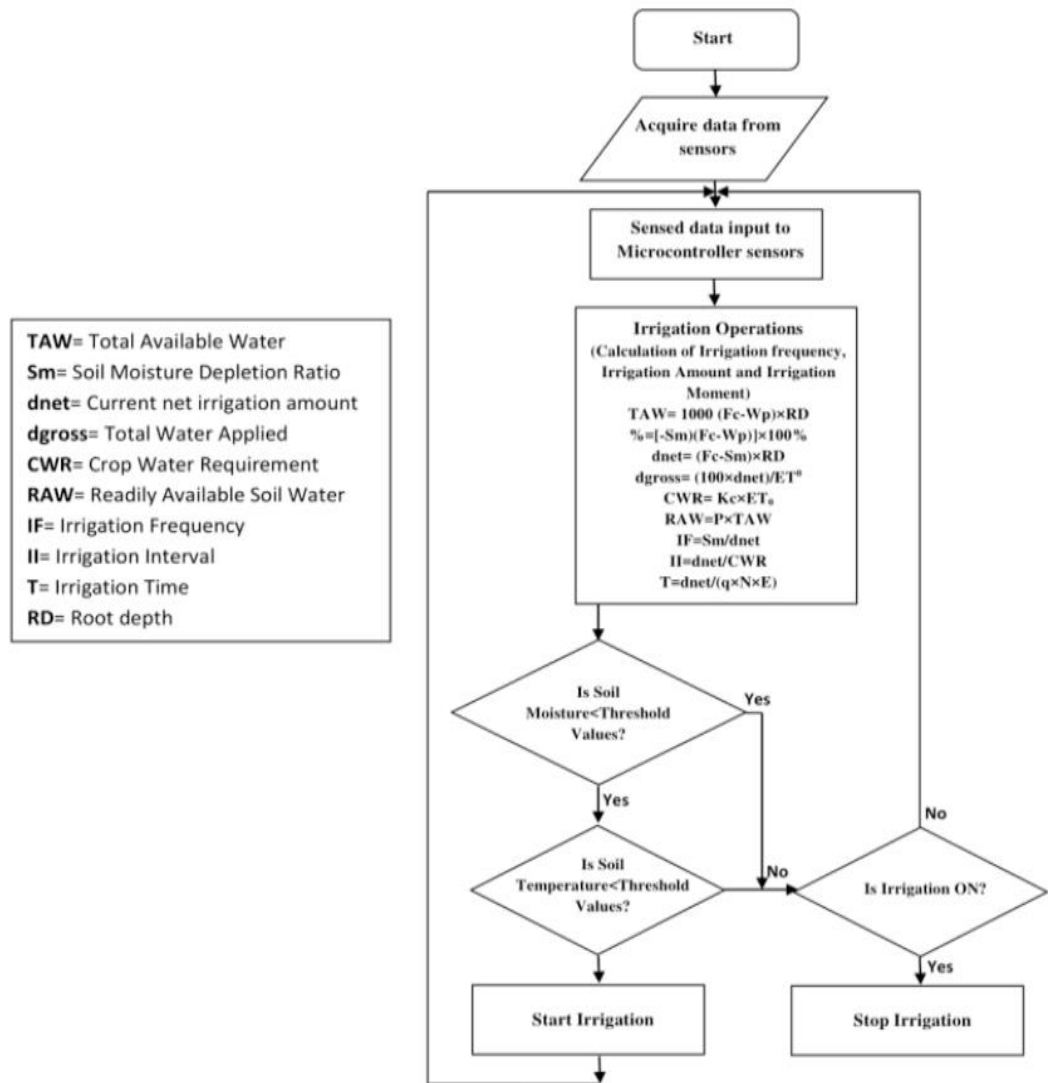 Start
Acquire data from
sensors
Sensed data input to
Microcontroller sensors
Irrigation Operations
(Calculation of Irrigation frequency,
Irrigation Amount and Irrigation
Moment)
TAW= 1000 (Fc-Wp)×RD
%=[-Sm)(Fc-Wp)]×100%
dnet= (Fc-Sm)×RD
dgross= (100×dnet)/ET⁰
CWR= Kc×ETₒ
RAW=P×TAW
IF=Sm/dnet
II=dnet/CWR
T=dnet/(q×N×E)
TAW= Total Available Water
Sm= Soil Moisture Depletion Ratio
dnet= Current net irrigation amount
dgross= Total Water Applied
CWR= Crop Water Requirement
RAW= Readily Available Soil Water
IF= Irrigation Frequency
II= Irrigation Interval
T= Irrigation Time
RD= Root depth
Is Soil
Moisture<Threshold
Values?
Yes
Yes
Is Soil
Temperature<Threshold
Values?
No
Is Irrigation ON?
No
Yes
Start Irrigation
Stop Irrigation